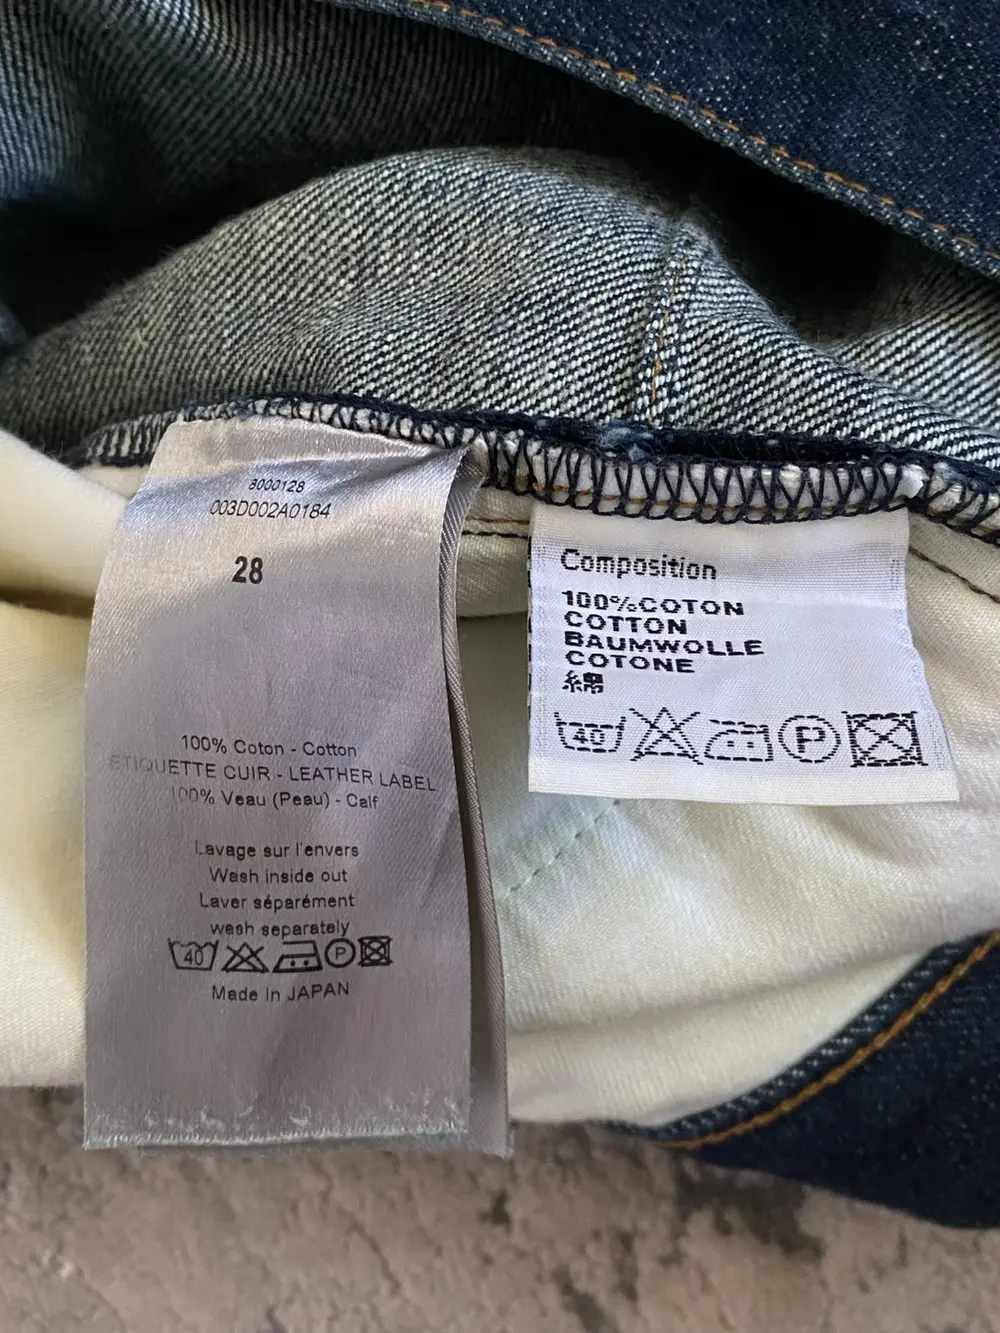 8000128
003D002A0184
28
100% Coton - Cotton
ETIQUETTE CUIR - LEATHER LABEL
100% Veau (Peau) - Calf
Lavage sur l'envers
Wash inside out
Laver séparément
wash separately
40 P
Made In JAPAN
Composition
100%COTON
COTTON
BAUMWOLLE
COTONE
綿
40 P